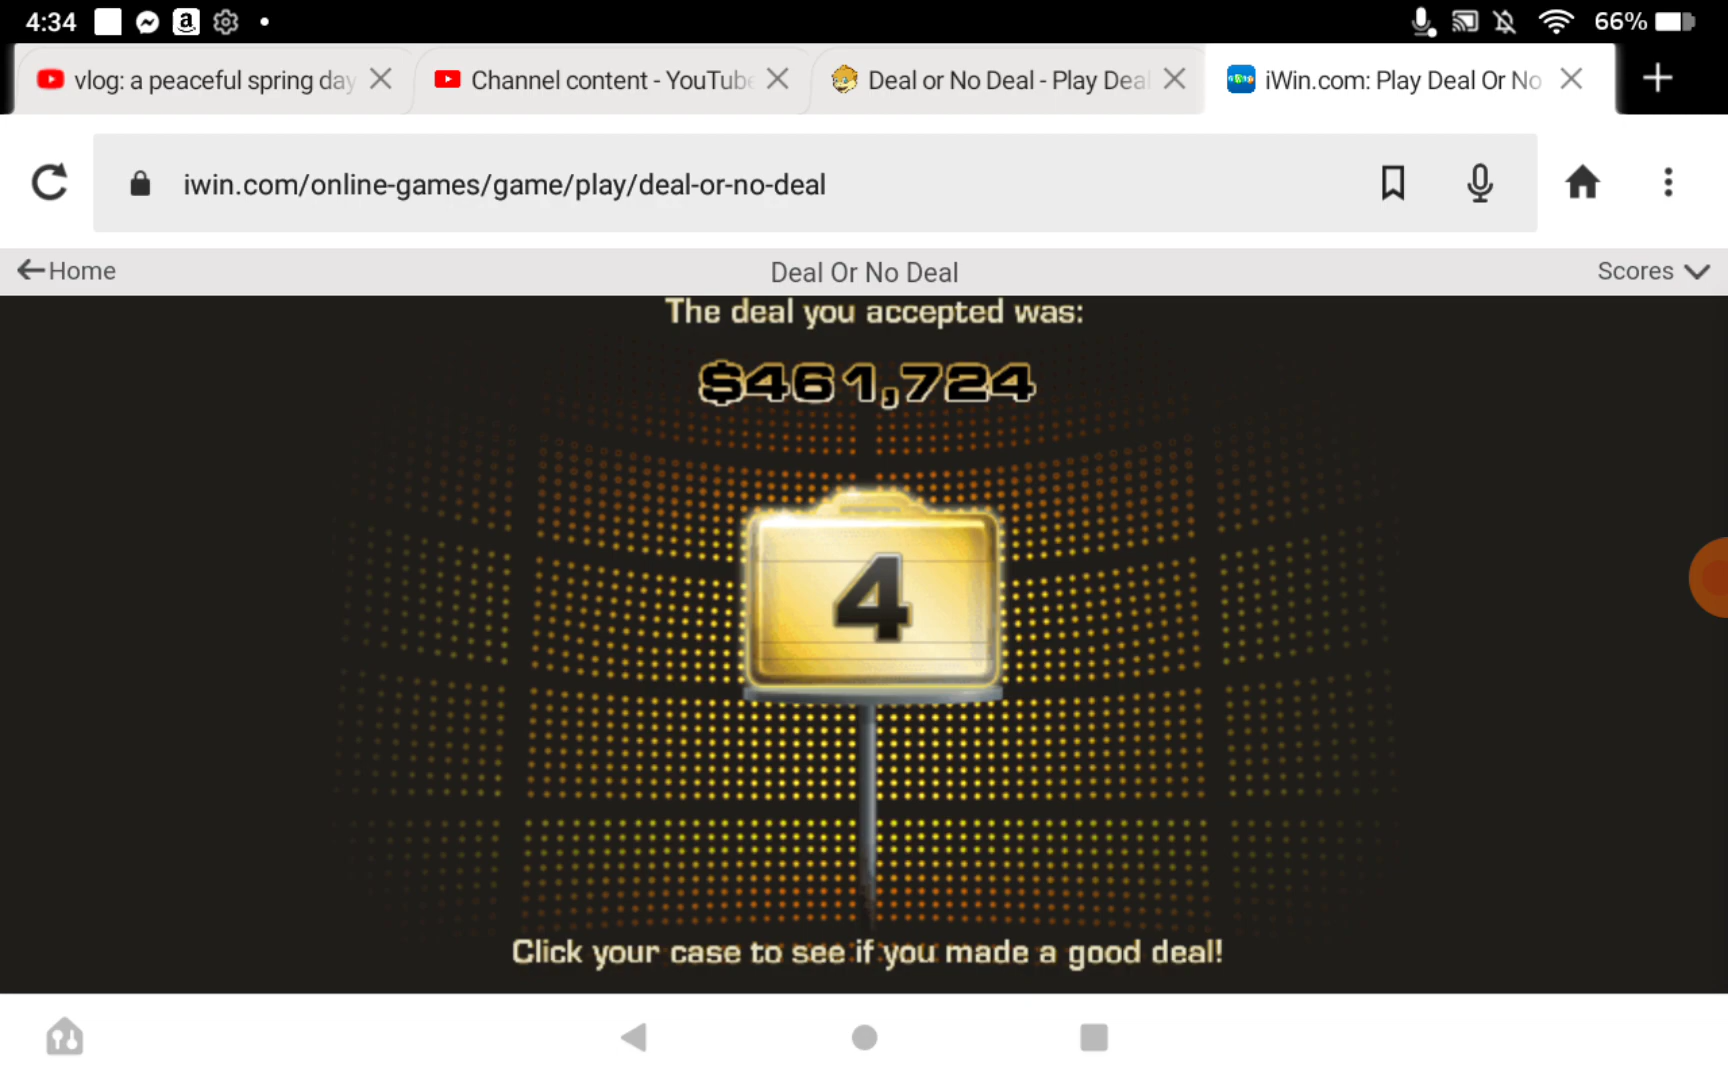 4:34
66%
vlog: a peaceful spring day
Channel content - YouTube
Deal or No Deal - Play Deal
iWin.com: Play Deal Or No
iwin.com/online-games/game/play/deal-or-no-deal
Home
Deal Or No Deal
Scores
The deal you accepted was:
$461,724
4
Click your case to see if you made a good deal!